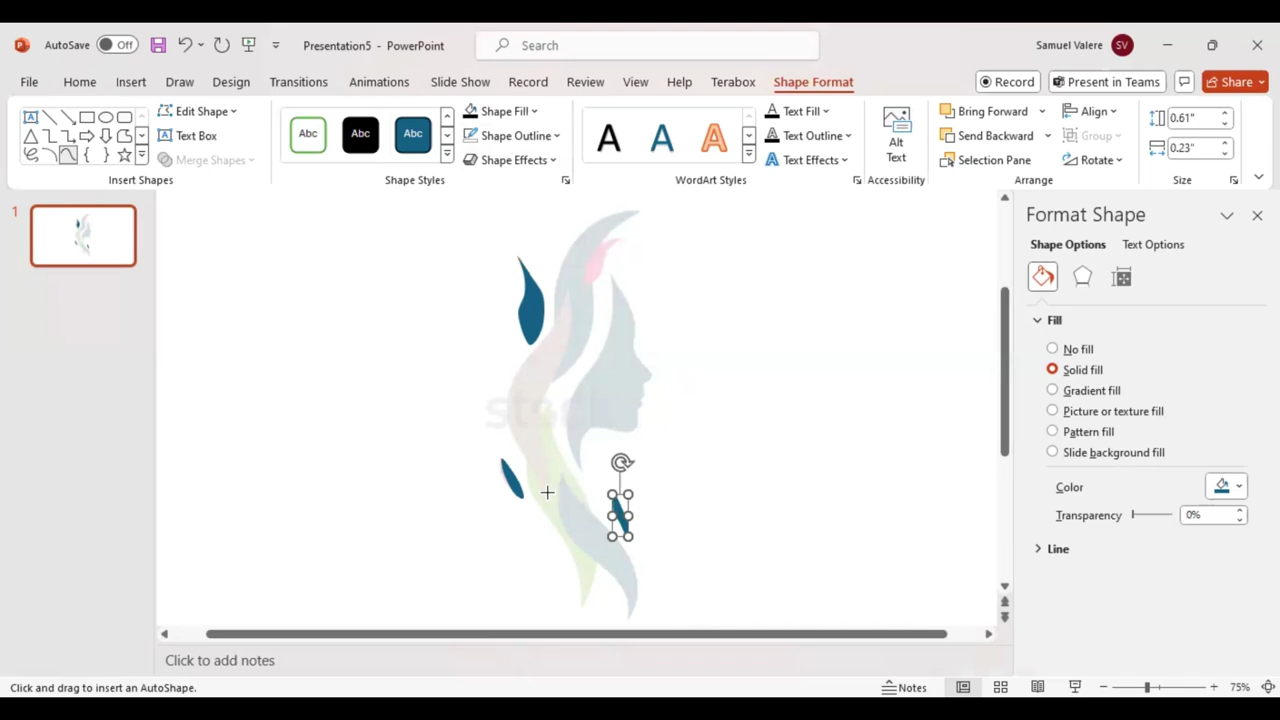 AutoSave Off Presentation5 - PowerPoint Search Samuel Valere SV
File Home Insert Draw Design Transitions Animations Slide Show Record Review View Help Terabox Shape Format Record Present in Teams Share
Edit Shape
Text Box
Merge Shapes
Insert Shapes
Abc Abc Abc
Shape Fill
Shape Outline
Shape Effects
Shape Styles
A A A
Text Fill
Text Outline
Text Effects
WordArt Styles
Alt
Text
Accessibility
Bring Forward
Send Backward
Selection Pane
Align
Group
Rotate
Arrange
0.61"
0.23"
Size
1
Format Shape
Shape Options Text Options
Fill
No fill
Solid fill
Gradient fill
Picture or texture fill
Pattern fill
Slide background fill
Color
Transparency 0%
Line
Click to add notes
Click and drag to insert an AutoShape. Notes 75%